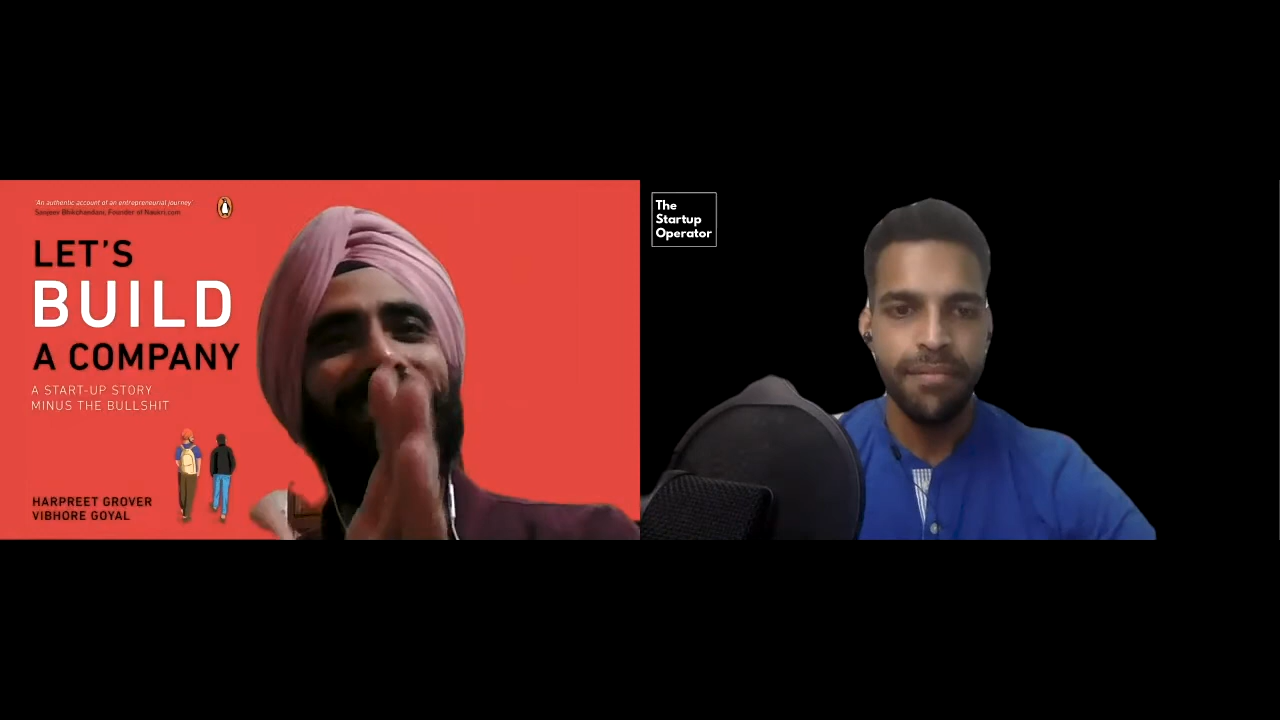 'An authentic account of an entrepreneurial journey'
Sanjeev Bikhchandani, Founder of Naukri.com
LET'S
BUILD
A COMPANY
A START-UP STORY
MINUS THE BULLSHIT
HARPREET GROVER
VIBHORE GOYAL
The
Startup
Operator